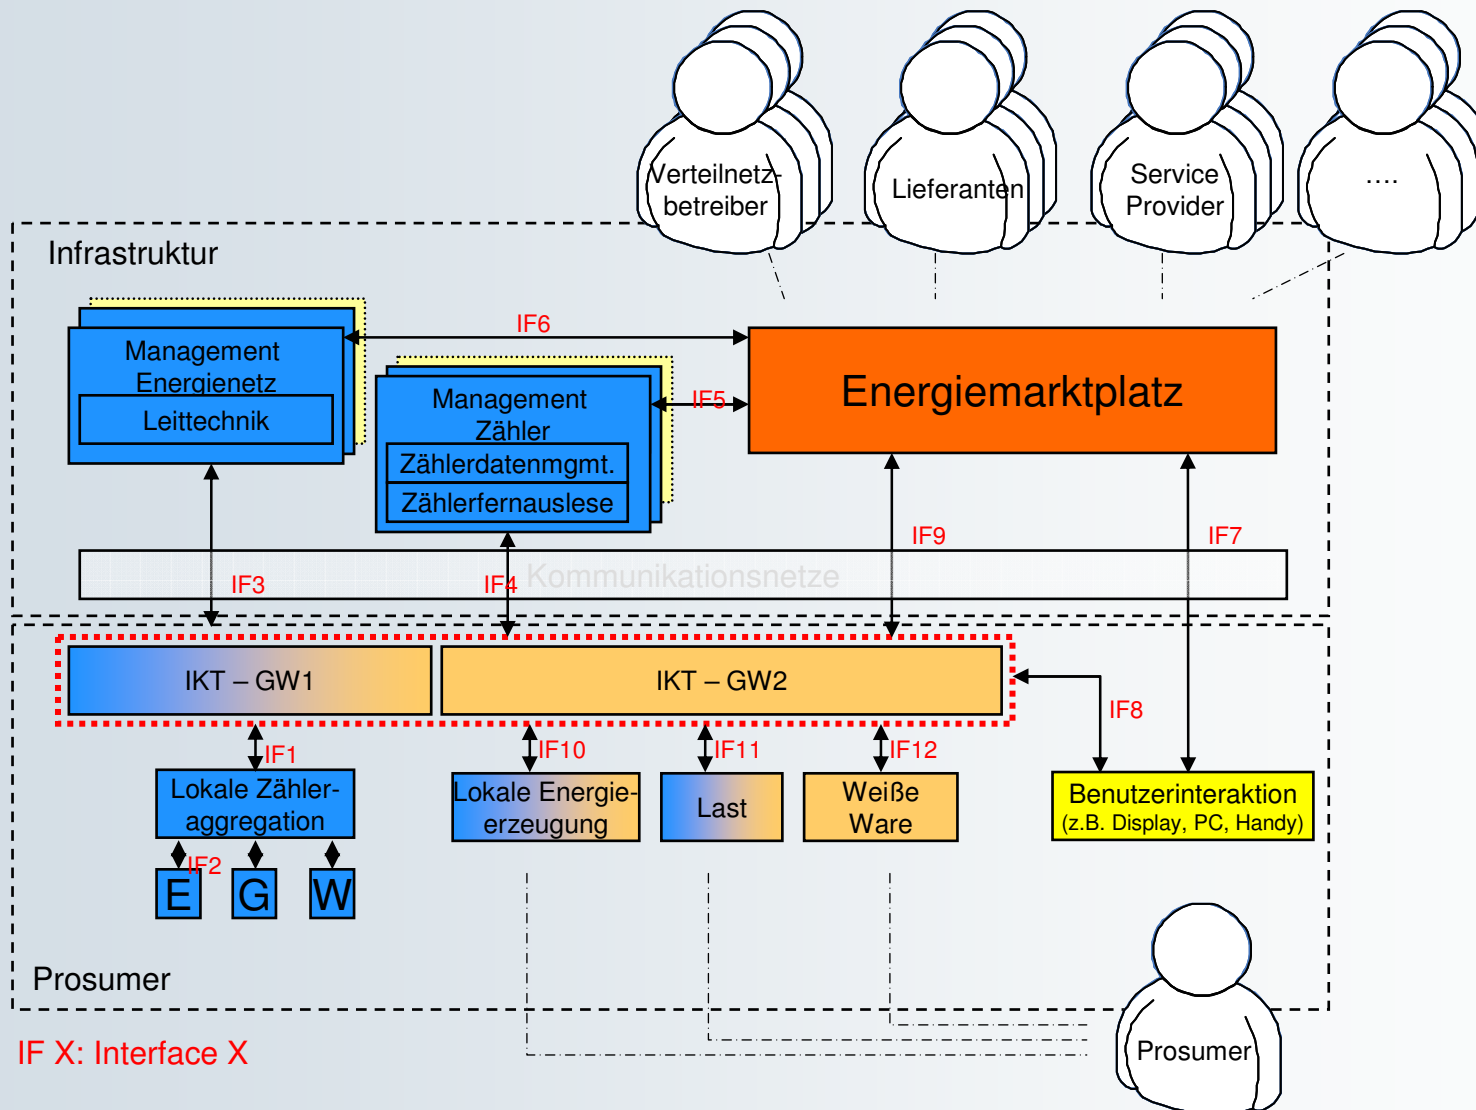 Verteilnetz-
betreiber
Lieferanten
Service
Provider
....
Infrastruktur
IF6
Management
Energienetz
Leittechnik
Management
Zähler
Zählerdatenmgmt.
Zählerfernauslese
IF5
Energiemarktplatz
IF9
IF7
IF3
IF4
Kommunikationsnetze
IKT – GW1
IKT – GW2
IF8
IF1
IF10
IF11
IF12
Lokale Zähler-
aggregation
Lokale Energie-
erzeugung
Last
Weiße
Ware
Benutzerinteraktion
(z.B. Display, PC, Handy)
IF2
E
G
W
Prosumer
Prosumer
IF X: Interface X